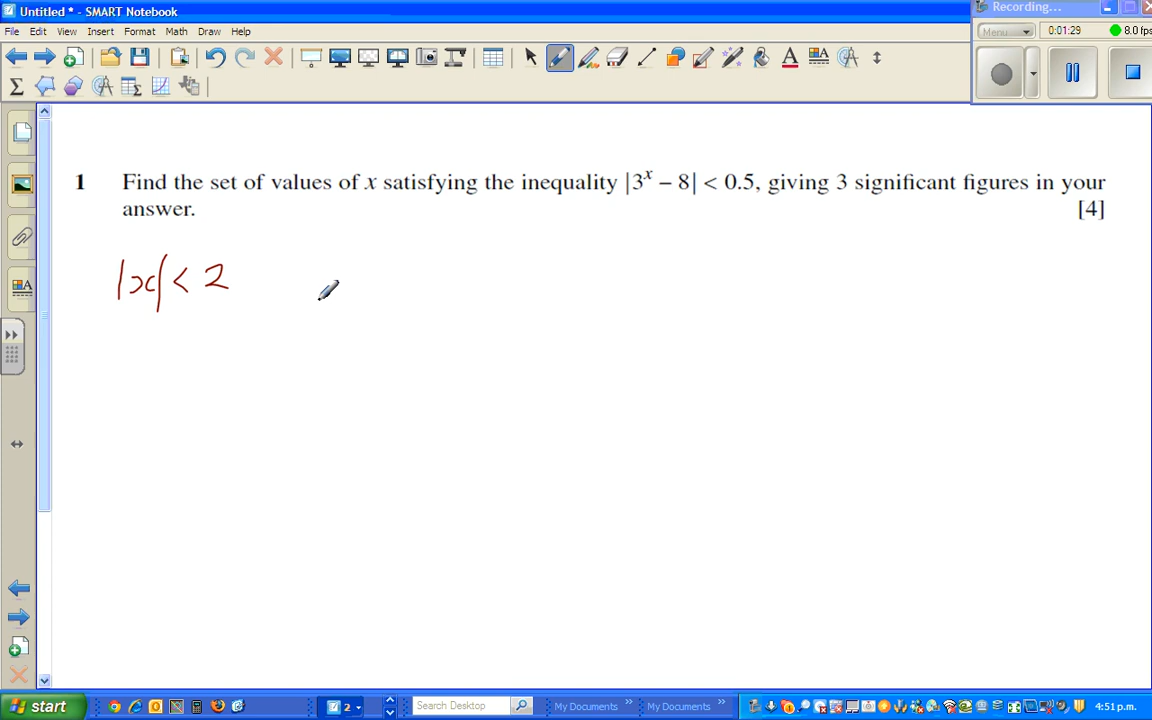 Untitled * - SMART Notebook
Recording...
File Edit View Insert Format Math Draw Help
Menu
0:01:29
8.0 fps
1 Find the set of values of x satisfying the inequality |3^x − 8| < 0.5, giving 3 significant figures in your
answer. [4]
|x| < 2
start
2
Search Desktop
My Documents »
My Documents »
4:51 p.m.